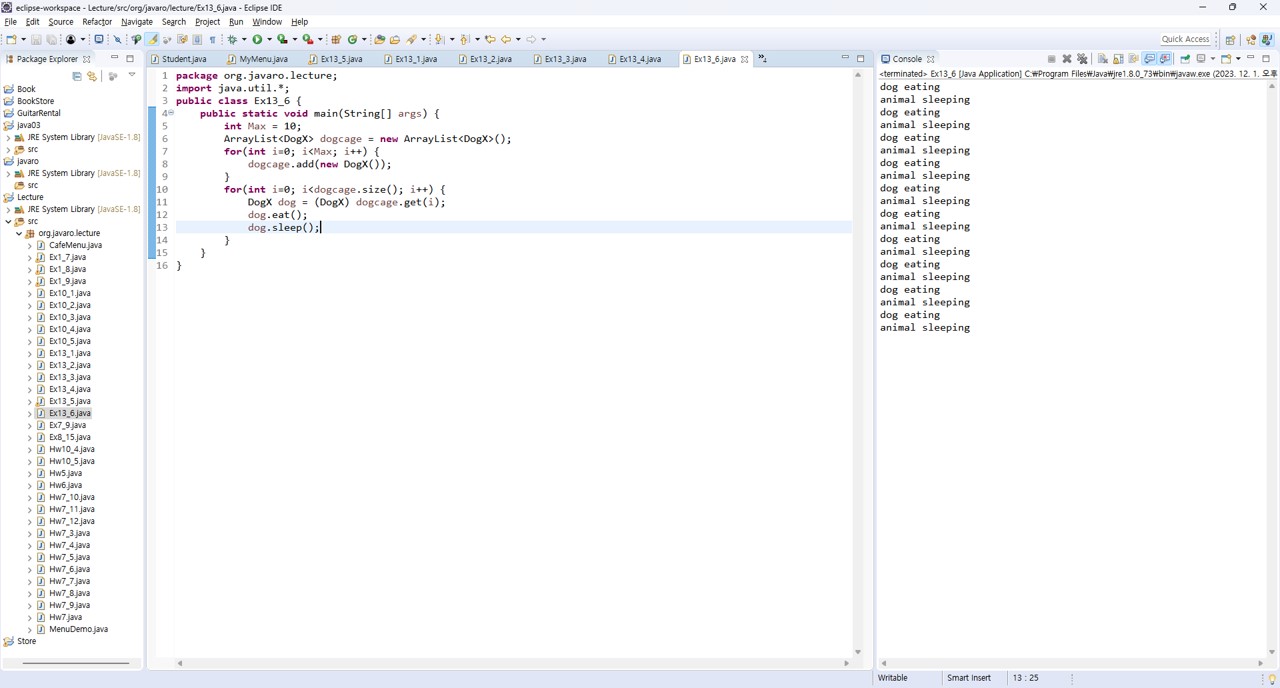 eclipse-workspace - Lecture/src/org/javaro/lecture/Ex13_6.java - Eclipse IDE
File Edit Source Refactor Navigate Search Project Run Window Help
Quick Access
Package Explorer
Student.java MyMenu.java Ex13_5.java Ex13_1.java Ex13_2.java Ex13_3.java Ex13_4.java Ex13_6.java
Book
BookStore
GuitarRental
java03
JRE System Library [JavaSE-1.8]
src
javaro
JRE System Library [JavaSE-1.8]
src
Lecture
JRE System Library [JavaSE-1.8]
src
org.javaro.lecture
CafeMenu.java
Ex1_7.java
Ex1_8.java
Ex1_9.java
Ex10_1.java
Ex10_2.java
Ex10_3.java
Ex10_4.java
Ex10_5.java
Ex13_1.java
Ex13_2.java
Ex13_3.java
Ex13_4.java
Ex13_5.java
Ex13_6.java
Ex7_9.java
Ex8_15.java
Hw10_4.java
Hw10_5.java
Hw5.java
Hw6.java
Hw7_10.java
Hw7_11.java
Hw7_12.java
Hw7_3.java
Hw7_4.java
Hw7_5.java
Hw7_6.java
Hw7_7.java
Hw7_8.java
Hw7_9.java
Hw7.java
MenuDemo.java
Store
1 package org.javaro.lecture;
2 import java.util.*;
3 public class Ex13_6 {
4 public static void main(String[] args) {
5 int Max = 10;
6 ArrayList<DogX> dogcage = new ArrayList<DogX>();
7 for(int i=0; i<Max; i++) {
8 dogcage.add(new DogX());
9 }
10 for(int i=0; i<dogcage.size(); i++) {
11 DogX dog = (DogX) dogcage.get(i);
12 dog.eat();
13 dog.sleep();
14 }
15 }
16 }
Console
<terminated> Ex13_6 [Java Application] C:₩Program Files₩Java₩jre1.8.0_73₩bin₩javaw.exe (2023. 12. 1. 오후
dog eating
animal sleeping
dog eating
animal sleeping
dog eating
animal sleeping
dog eating
animal sleeping
dog eating
animal sleeping
dog eating
animal sleeping
dog eating
animal sleeping
dog eating
animal sleeping
dog eating
animal sleeping
dog eating
animal sleeping
Writable Smart Insert 13 : 25